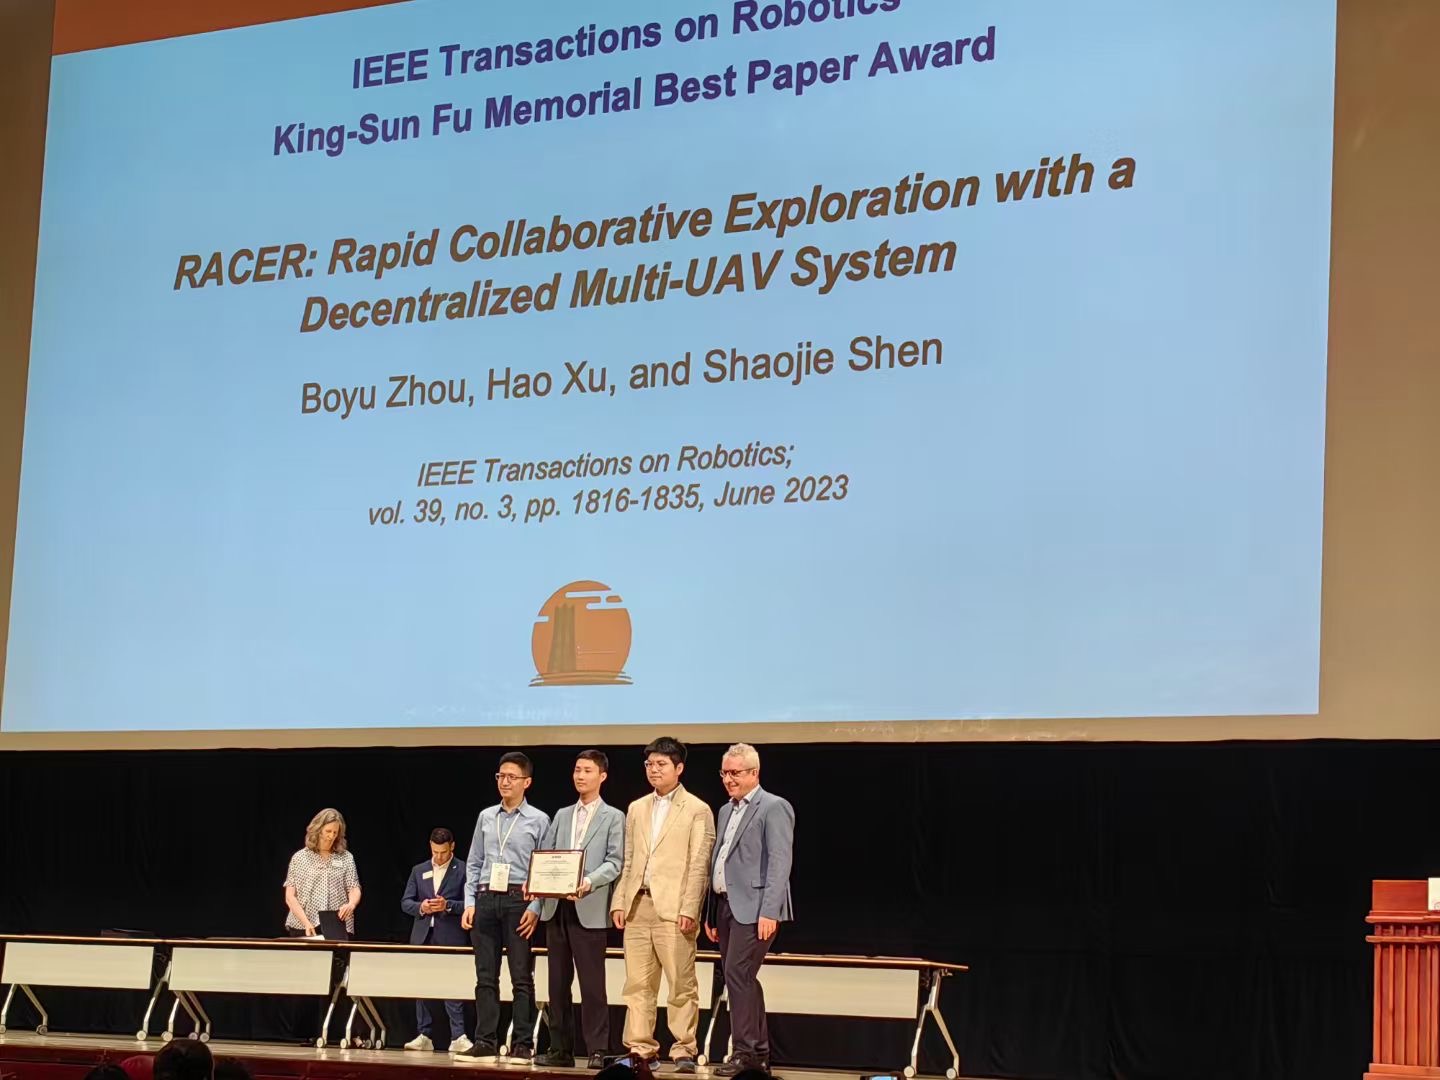 IEEE Transactions on Robotics
King-Sun Fu Memorial Best Paper Award
RACER: Rapid Collaborative Exploration with a
Decentralized Multi-UAV System
Boyu Zhou, Hao Xu, and Shaojie Shen
IEEE Transactions on Robotics;
vol. 39, no. 3, pp. 1816-1835, June 2023